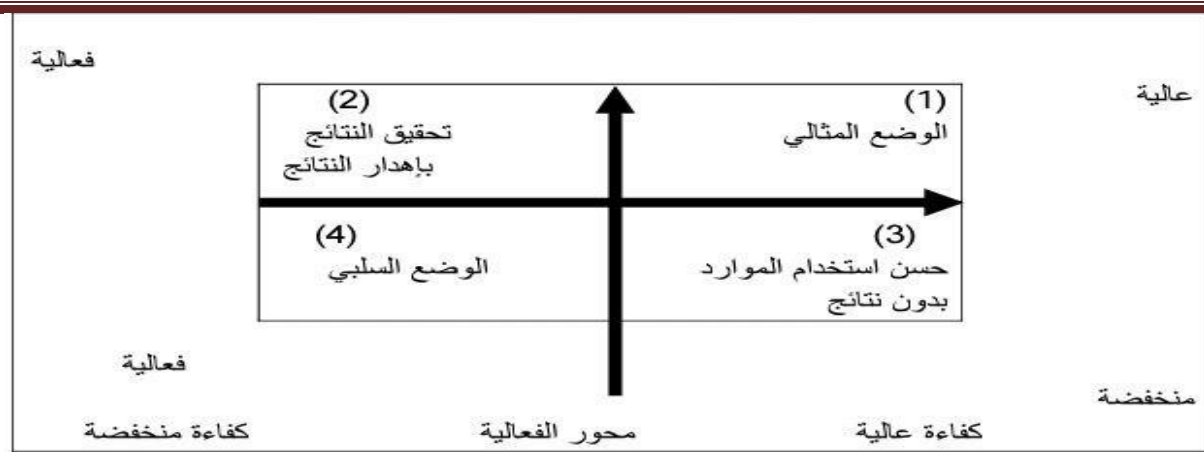 فعالية
عالية
(1)
الوضع المثالي
(2)
تحقيق النتائج
بإهدار النتائج
(3)
حسن استخدام الموارد
بدون نتائج
(4)
الوضع السلبي
فعالية
منخفضة
كفاءة عالية
محور الفعالية
كفاءة منخفضة